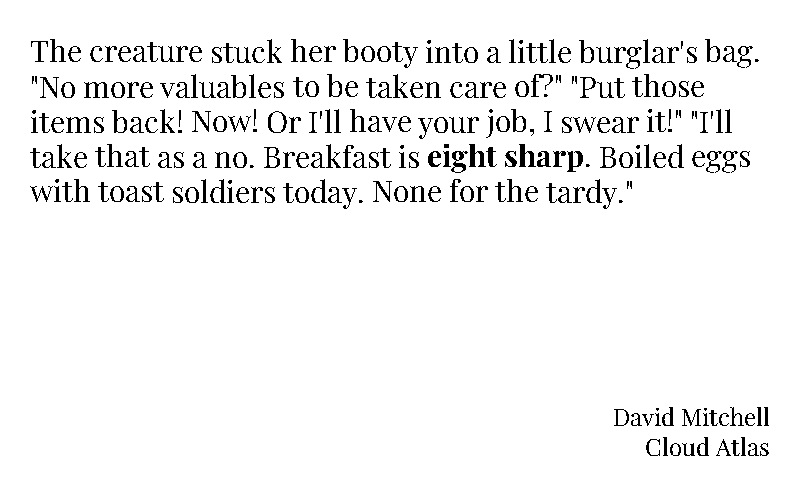 The creature stuck her booty into a little burglar's bag.
"No more valuables to be taken care of?" "Put those
items back! Now! Or I'll have your job, I swear it!" "I'll
take that as a no. Breakfast is eight sharp. Boiled eggs
with toast soldiers today. None for the tardy."
David Mitchell
Cloud Atlas